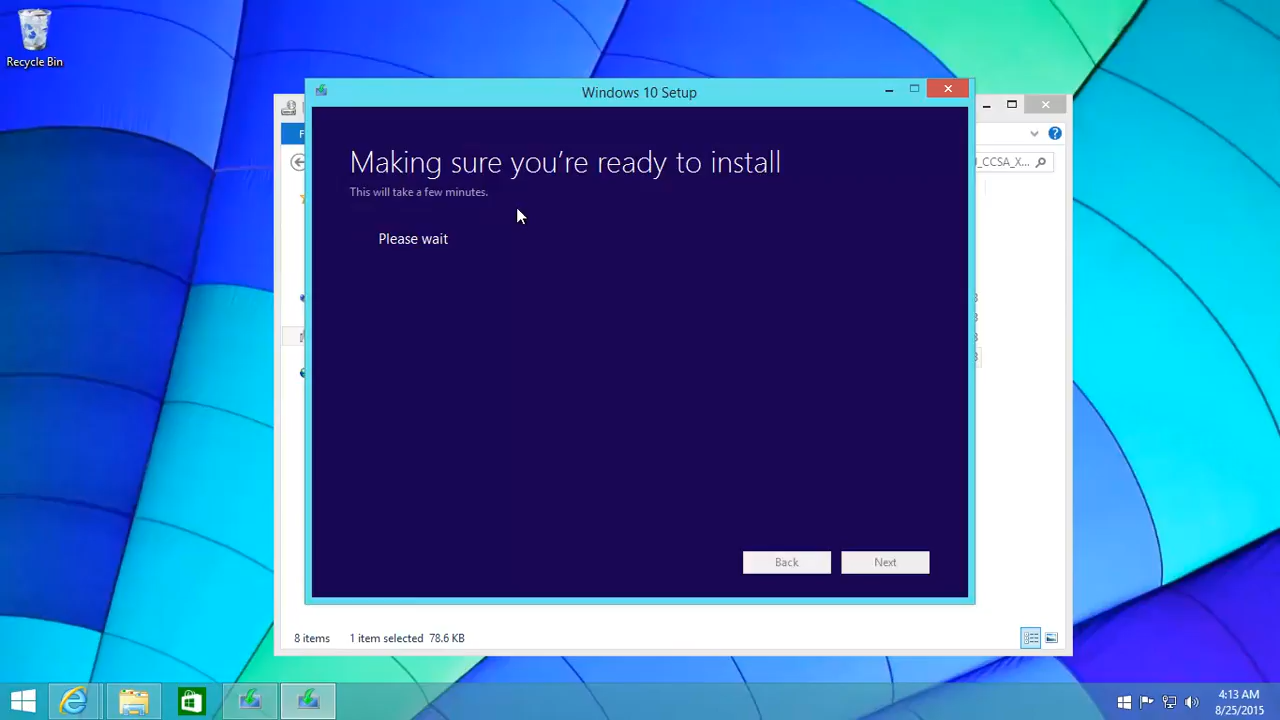 Recycle Bin
Windows 10 Setup
F
_CCSA_X...
Making sure you're ready to install
This will take a few minutes.
Please wait
Back
Next
8 items 1 item selected 78.6 KB
4:13 AM
8/25/2015